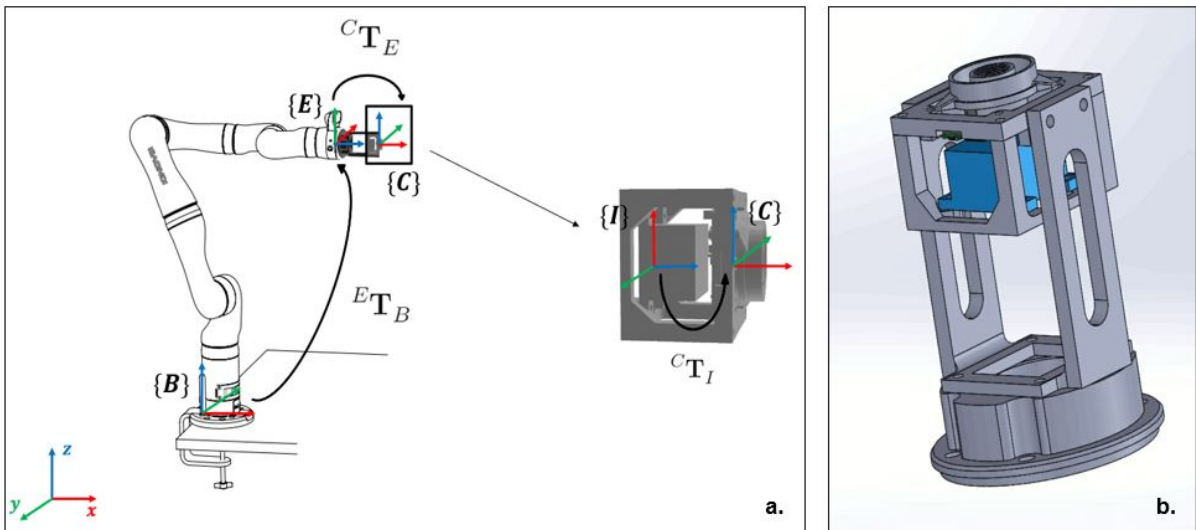 ᶜT_E
{E}
{C}
{I}
{C}
ᴱT_B
ᶜT_I
{B}
z
y
x
a.
b.